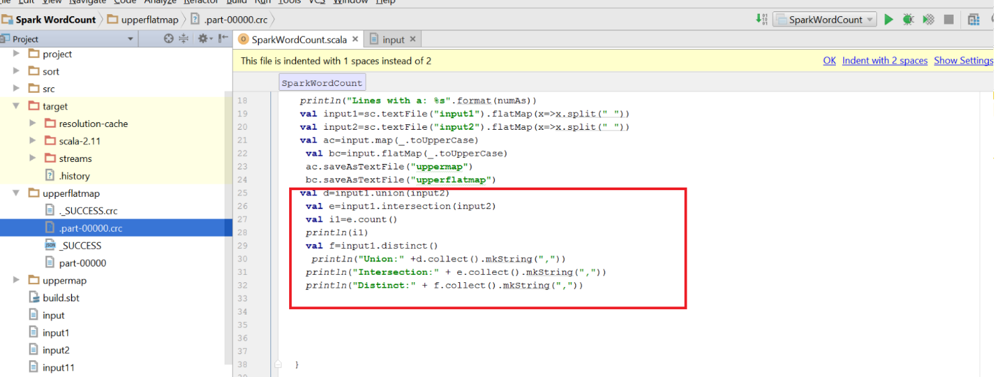 File Edit View Navigate Code Analyze Refactor Build Run Tools VCS Window Help
Spark WordCount upperflatmap .part-00000.crc SparkWordCount
Project
SparkWordCount.scala input
project
sort
src
target
resolution-cache
scala-2.11
streams
.history
upperflatmap
._SUCCESS.crc
.part-00000.crc
_SUCCESS
part-00000
uppermap
build.sbt
input
input1
input2
input11
This file is indented with 1 spaces instead of 2 OK Indent with 2 spaces Show Settings
SparkWordCount
18 println("Lines with a: %s".format(numAs))
19 val input1=sc.textFile("input1").flatMap(x=>x.split(" "))
20 val input2=sc.textFile("input2").flatMap(x=>x.split(" "))
21 val ac=input.map(_.toUpperCase)
22 val bc=input.flatMap(_.toUpperCase)
23 ac.saveAsTextFile("uppermap")
24 bc.saveAsTextFile("upperflatmap")
25 val d=input1.union(input2)
26 val e=input1.intersection(input2)
27 val i1=e.count()
28 println(i1)
29 val f=input1.distinct()
30 println("Union:" +d.collect().mkString(","))
31 println("Intersection:" + e.collect().mkString(","))
32 println("Distinct:" + f.collect().mkString(","))
33
34
35
36
37
38 }